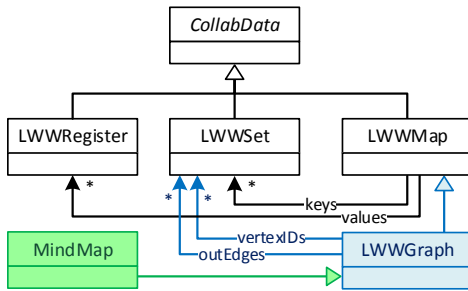 CollabData
LWWRegister LWWSet LWWMap
* * * *
keys
values
vertexIDs
outEdges
MindMap LWWGraph